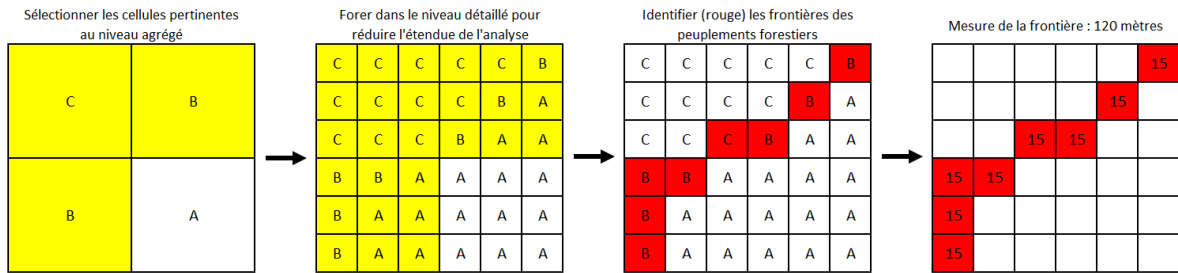 Sélectionner les cellules pertinentes
au niveau agrégé
C B
B A
Forer dans le niveau détaillé pour
réduire l'étendue de l'analyse
C C C C C B
C C C C B A
C C C B A A
B B A A A A
B A A A A A
B A A A A A
Identifier (rouge) les frontières des
peuplements forestiers
C C C C C B
C C C C B A
C C C B A A
B B A A A A
B A A A A A
B A A A A A
Mesure de la frontière : 120 mètres
15
15
15 15
15 15
15
15